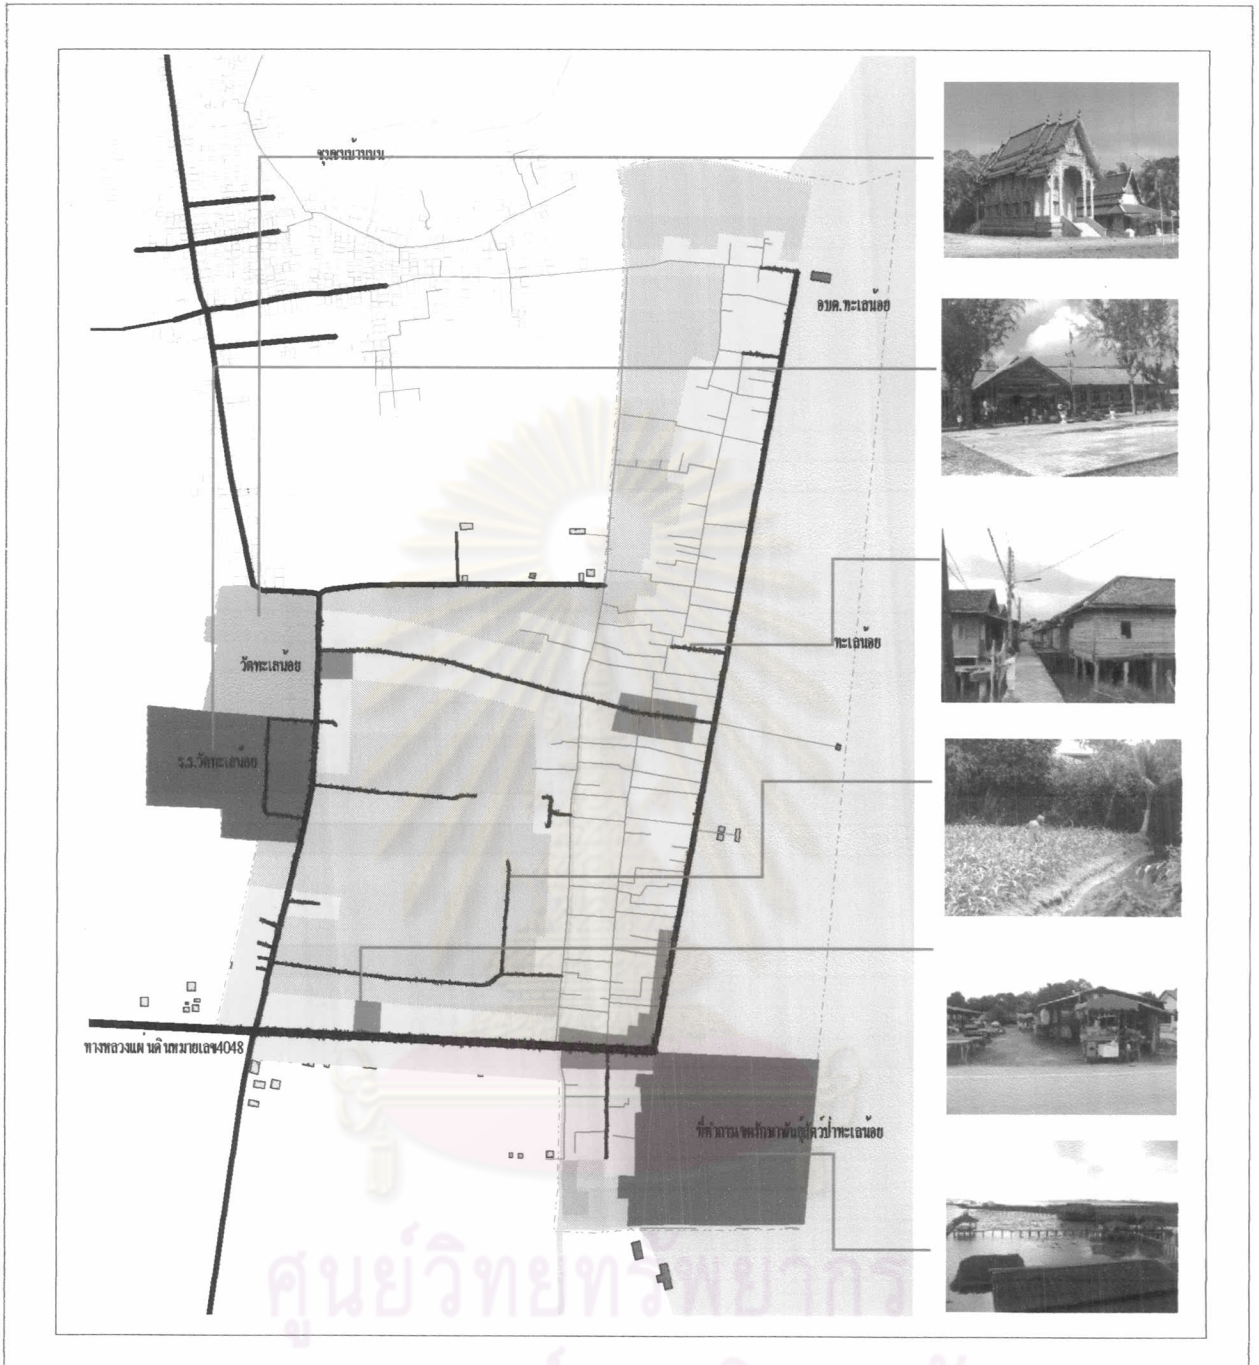 ชุมชนบ้านบน
อบต.ทะเลน้อย
ทะเลน้อย
วัดทะเลน้อย
ร.ร.วัดทะเลน้อย
ทางหลวงแผ่นดินหมายเลข4048
ที่ทำการเขตรักษาพันธุ์สัตว์ป่าทะเลน้อย
ศูนย์วิทยทรัพยากร